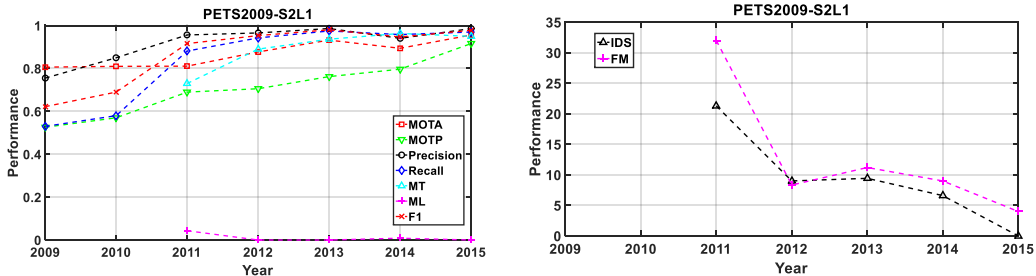 PETS2009-S2L1
Performance
1
0.8
0.6
0.4
0.2
0
MOTA
MOTP
Precision
Recall
MT
ML
F1
2009 2010 2011 2012 2013 2014 2015
Year
PETS2009-S2L1
Performance
35
30
25
20
15
10
5
0
IDS
FM
2009 2010 2011 2012 2013 2014 2015
Year